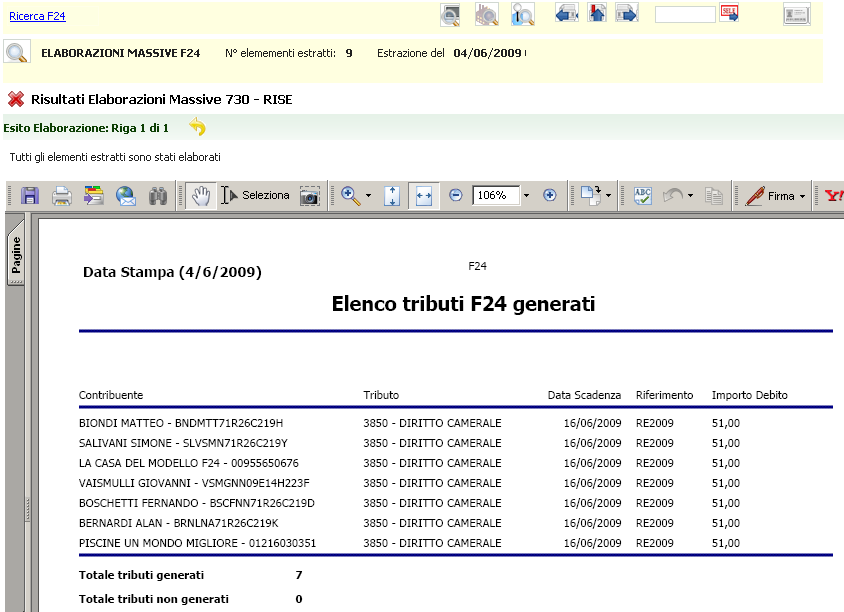 Ricerca F24
SELE
ELABORAZIONI MASSIVE F24 N° elemementi estratti: 9 Estrazione del 04/06/2009
Risultati Elaborazioni Massive 730 - RISE
Esito Elaborazione: Riga 1 di 1
Tutti gli elementi estratti sono stati elaborati
Seleziona 106% ABC Firma Y!
Pagine
Data Stampa (4/6/2009) F24
Elenco tributi F24 generati
Contribuente Tributo Data Scadenza Riferimento Importo Debito
BIONDI MATTEO - BNDMTT71R26C219H 3850 - DIRITTO CAMERALE 16/06/2009 RE2009 51,00
SALIVANI SIMONE - SLVSMN71R26C219Y 3850 - DIRITTO CAMERALE 16/06/2009 RE2009 51,00
LA CASA DEL MODELLO F24 - 00955650676 3850 - DIRITTO CAMERALE 16/06/2009 RE2009 51,00
VAISMULLI GIOVANNI - VSMGNN09E14H223F 3850 - DIRITTO CAMERALE 16/06/2009 RE2009 51,00
BOSCHETTI FERNANDO - BSCFNN71R26C219D 3850 - DIRITTO CAMERALE 16/06/2009 RE2009 51,00
BERNARDI ALAN - BRNLNA71R26C219K 3850 - DIRITTO CAMERALE 16/06/2009 RE2009 51,00
PISCINE UN MONDO MIGLIORE - 01216030351 3850 - DIRITTO CAMERALE 16/06/2009 RE2009 51,00
Totale tributi generati 7
Totale tributi non generati 0